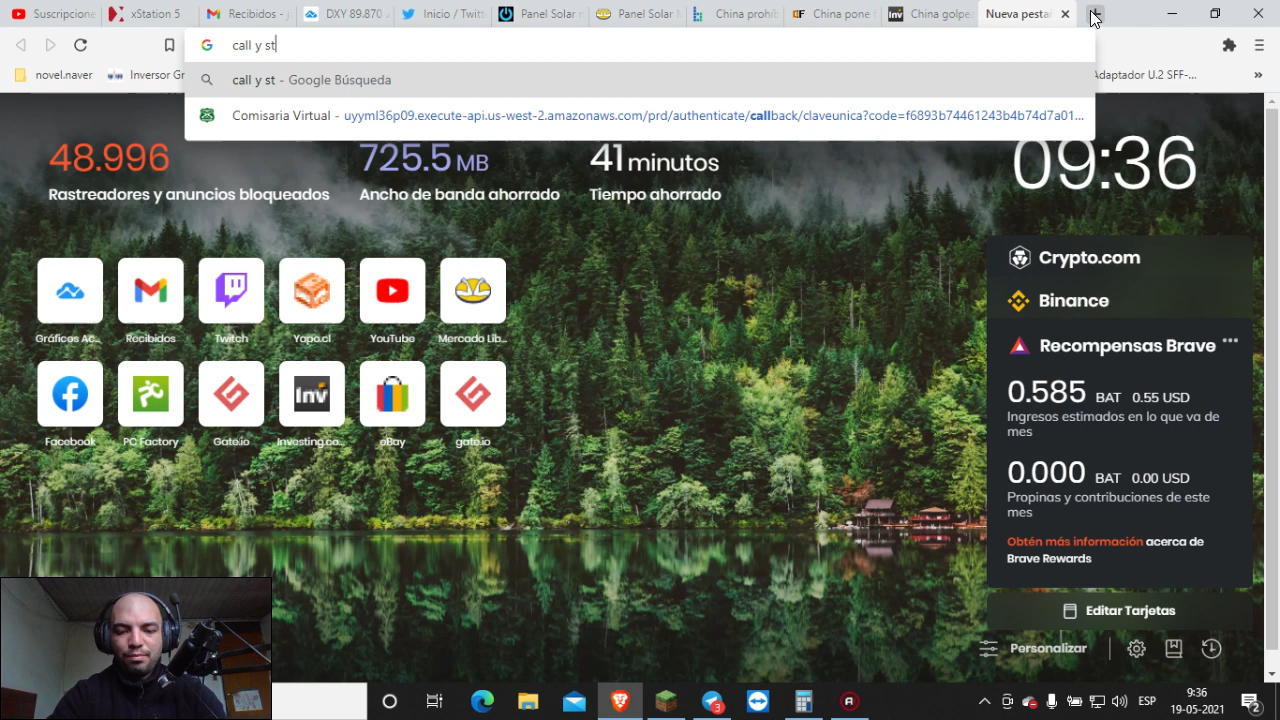 xStation 5
Recibidos - j
DXY 89.870
Inicio / Twitt
Panel Solar
Panel Solar
China prohib
China pone
China golpe
Nueva pesta
call y st
novel.naver
Inversor Gr
Adaptador U.2 SFF-...
»
call y st - Google Búsqueda
Comisaria Virtual - uyyml36p09.execute-api.us-west-2.amazonaws.com/prd/authenticate/callback/claveunica?code=f6893b74461243b4b74d7a01...
48.996
Rastreadores y anuncios bloqueados
725.5 MB
Ancho de banda ahorrado
41 minutos
Tiempo ahorrado
09:36
Gráficos Ac...
Recibidos
Twitch
Yapo.cl
YouTube
Mercado Lib...
Facebook
PC Factory
Gate.io
Inv
Investing.co...
eBay
gate.io
Crypto.com
Binance
Recompensas Brave
0.585 BAT 0.55 USD
Ingresos estimados en lo que va de
mes
0.000 BAT 0.00 USD
Propinas y contribuciones de este
mes
Obtén más información acerca de
Brave Rewards
Editar Tarjetas
Personalizar
3
ESP
9:36
19-05-2021
2